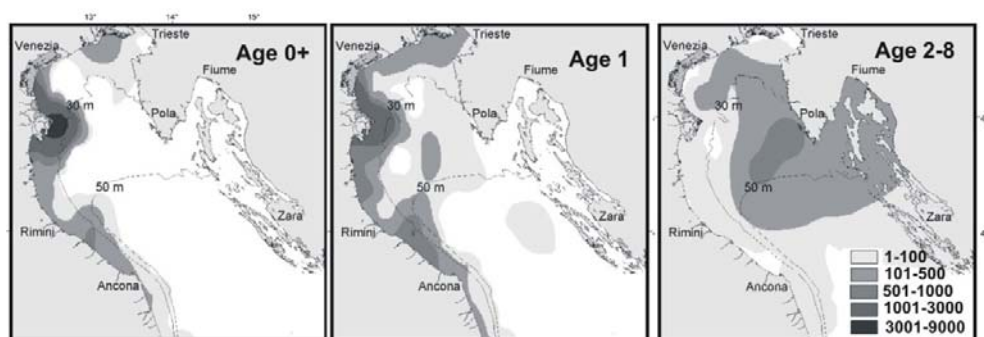 13° 14° 15°
Venezia
Trieste
Age 0+
Fiume
30 m
Pola
50 m
Zara
Rimini
Ancona
Venezia
Trieste
Age 1
Fiume
30 m
Pola
50 m
Zara
Rimini
Ancona
Venezia
Trieste
Age 2-8
Fiume
30 m
Pola
50 m
Zara
Rimini
Ancona
1-100
101-500
501-1000
1001-3000
3001-9000